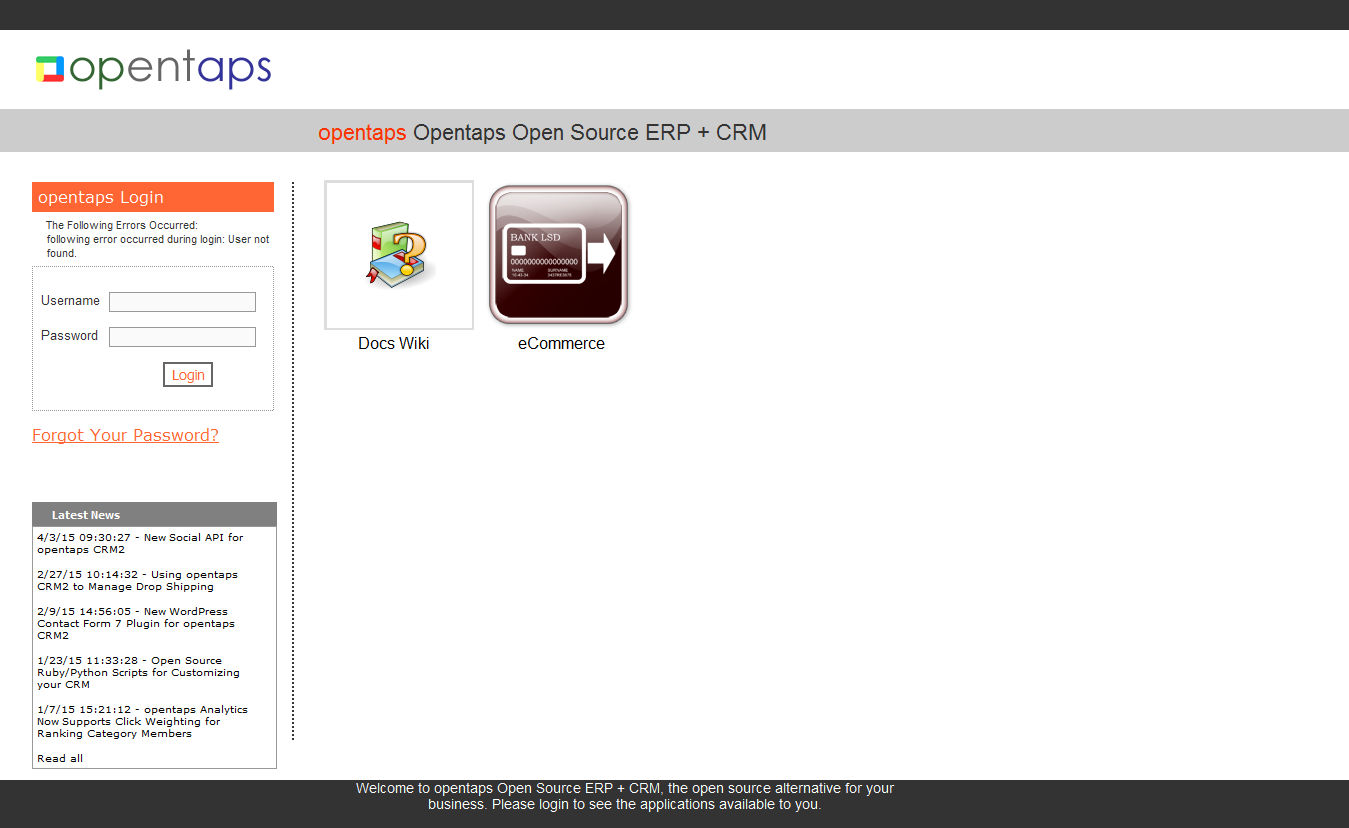 opentaps
opentaps Opentaps Open Source ERP + CRM
opentaps Login
The Following Errors Occurred:
following error occurred during login: User not
found.
Username
Password
Login
Forgot Your Password?
BANK LSD
0000000000000000
NAME SURNAME
Docs Wiki
eCommerce
Latest News
4/3/15 09:30:27 - New Social API for
opentaps CRM2
2/27/15 10:14:32 - Using opentaps
CRM2 to Manage Drop Shipping
2/9/15 14:56:05 - New WordPress
Contact Form 7 Plugin for opentaps
CRM2
1/23/15 11:33:28 - Open Source
Ruby/Python Scripts for Customizing
your CRM
1/7/15 15:21:12 - opentaps Analytics
Now Supports Click Weighting for
Ranking Category Members
Read all
Welcome to opentaps Open Source ERP + CRM, the open source alternative for your
business. Please login to see the applications available to you.